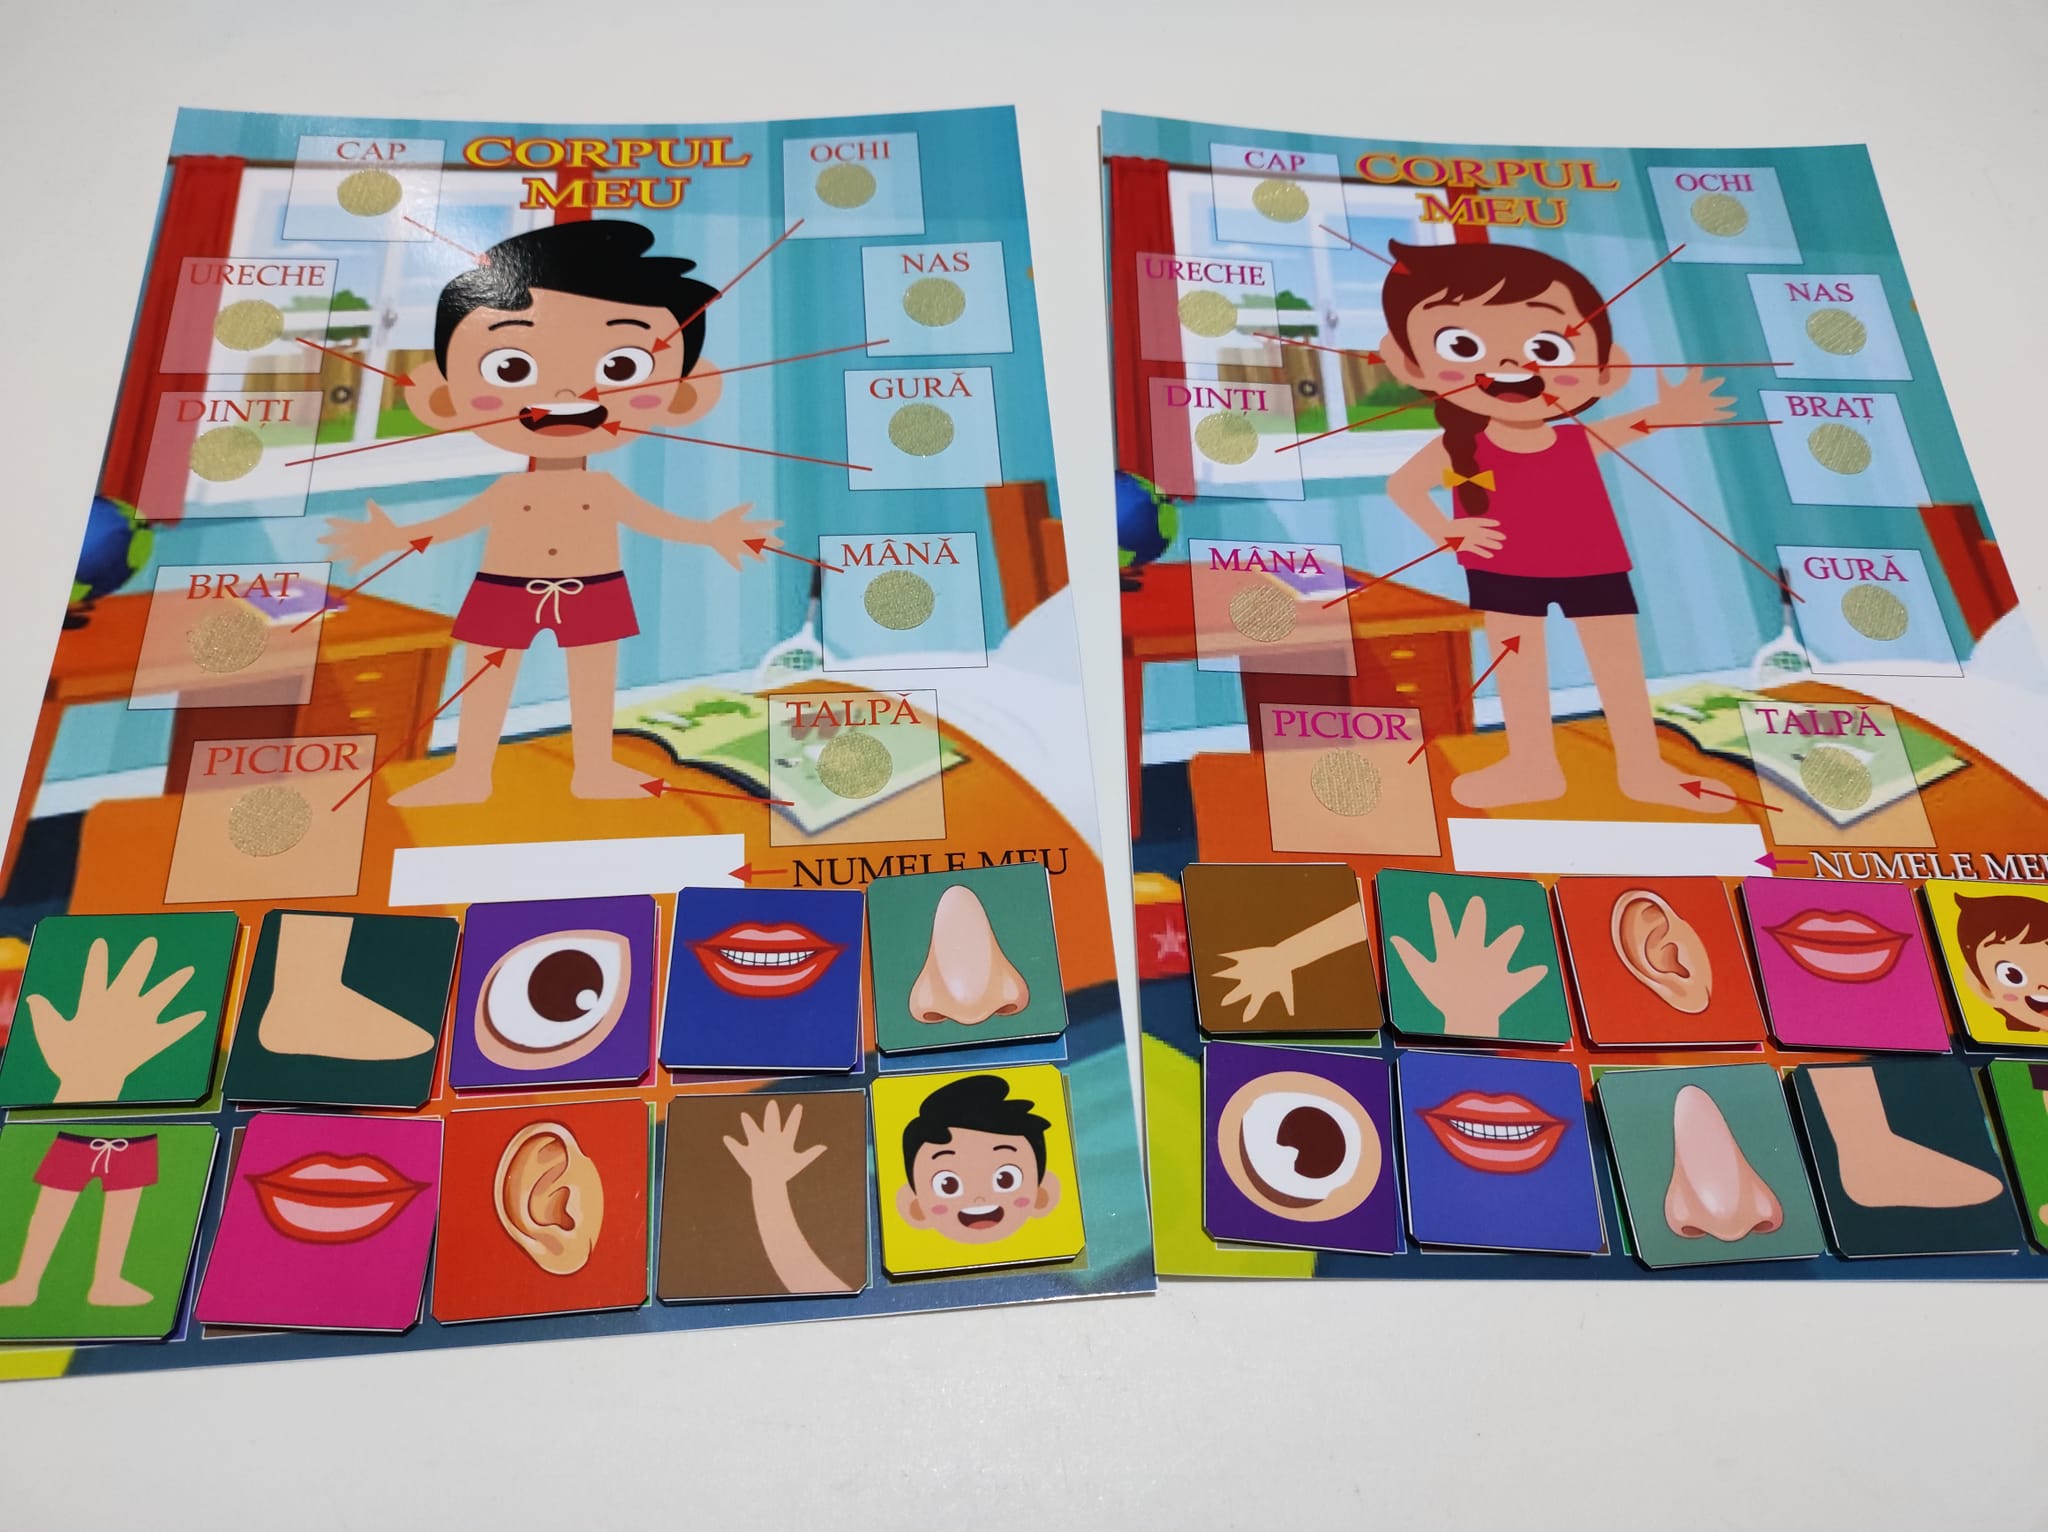 CORPUL
MEU
CAP
OCHI
URECHE
NAS
DINȚI
GURĂ
BRAȚ
MÂNĂ
PICIOR
TALPĂ
NUMELE MEU
CORPUL
MEU
CAP
OCHI
URECHE
NAS
DINȚI
BRAȚ
MÂNĂ
GURĂ
PICIOR
TALPĂ
NUMELE